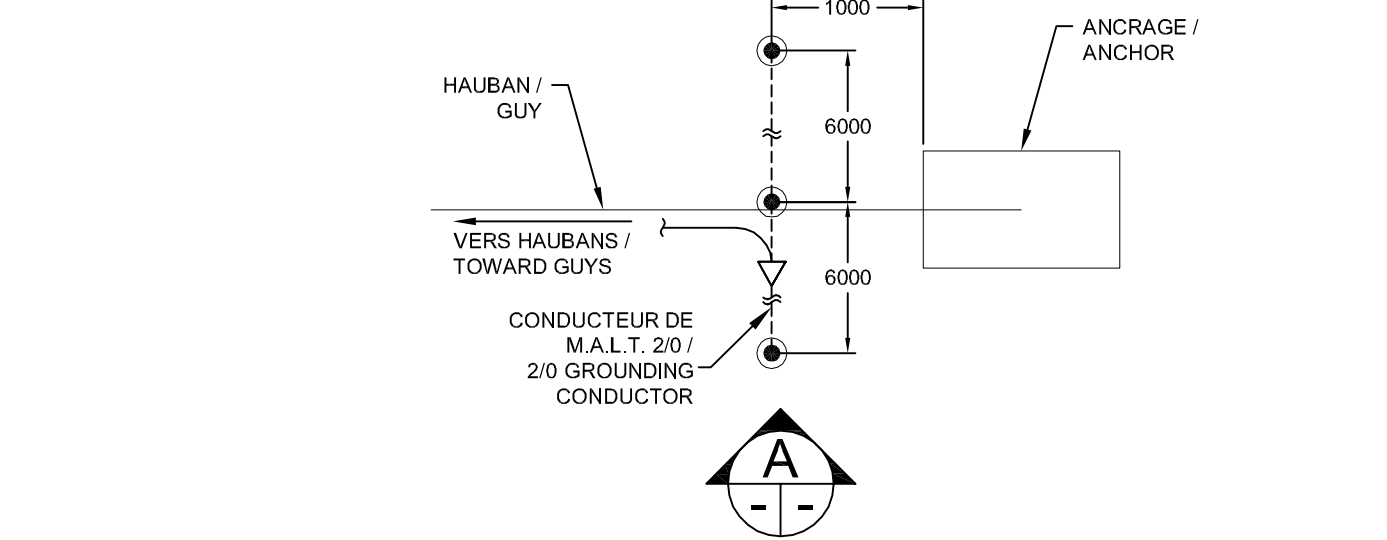 1000
ANCRAGE /
ANCHOR
HAUBAN /
GUY
6000
VERS HAUBANS /
TOWARD GUYS
6000
CONDUCTEUR DE
M.A.L.T. 2/0 /
2/0 GROUNDING
CONDUCTOR
A
- -